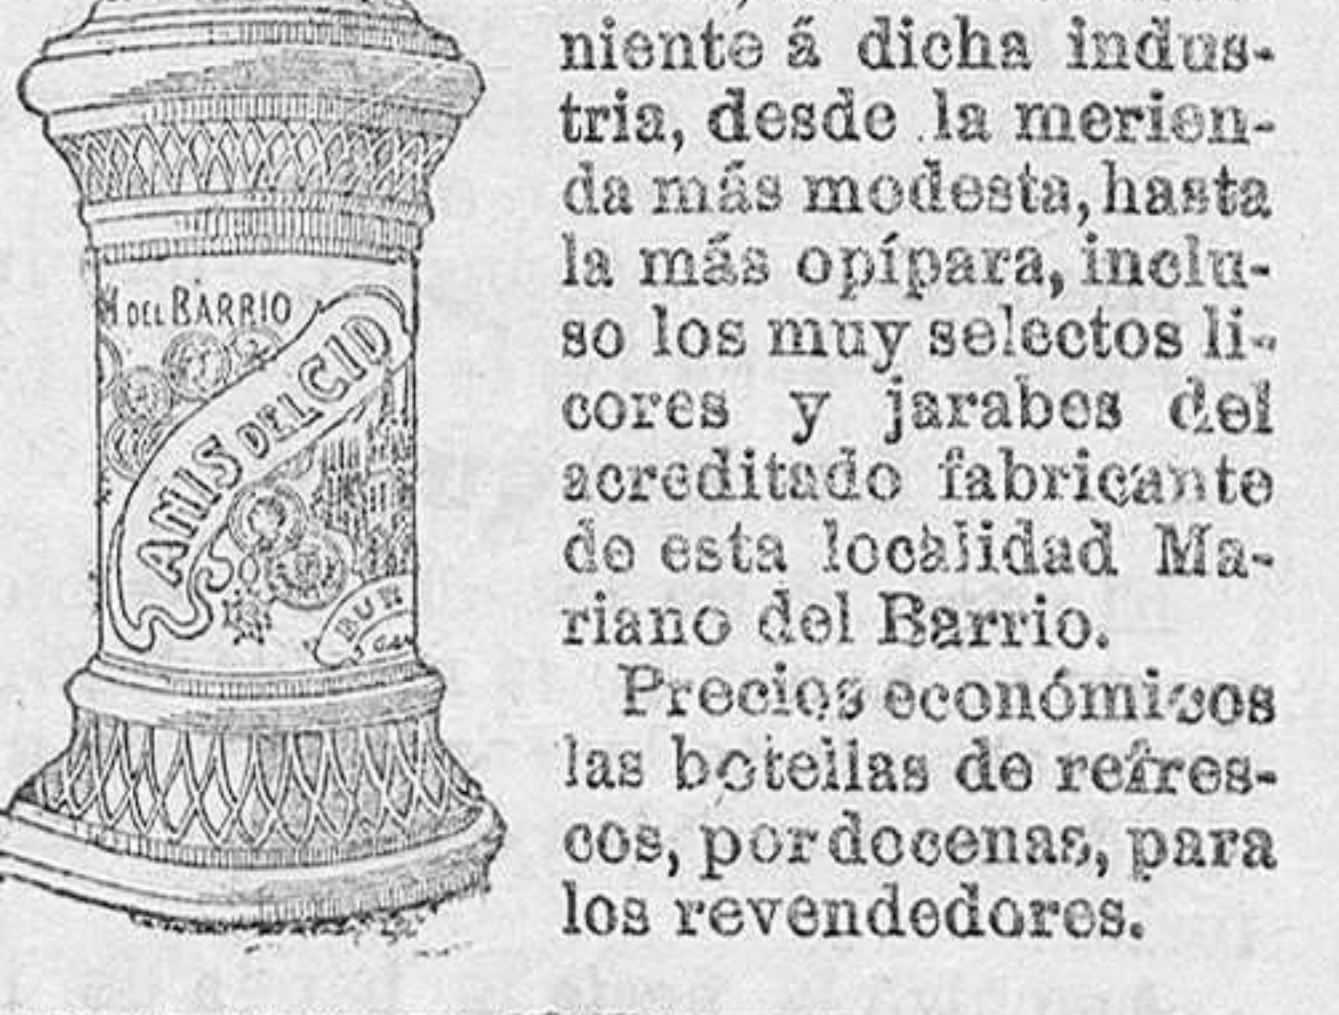 niente á dicha indus-
tria, desde la merien-
da más modesta, hasta
la más opípara, inclu-
so los muy selectos li-
cores y jarabes del
acreditado fabricante
de esta localidad Ma-
riano del Barrio.
Precios económicos
las botellas de refres-
cos, por docenas, para
los revendedores.
M DEL BARRIO
ANIS DEL CID
BUR